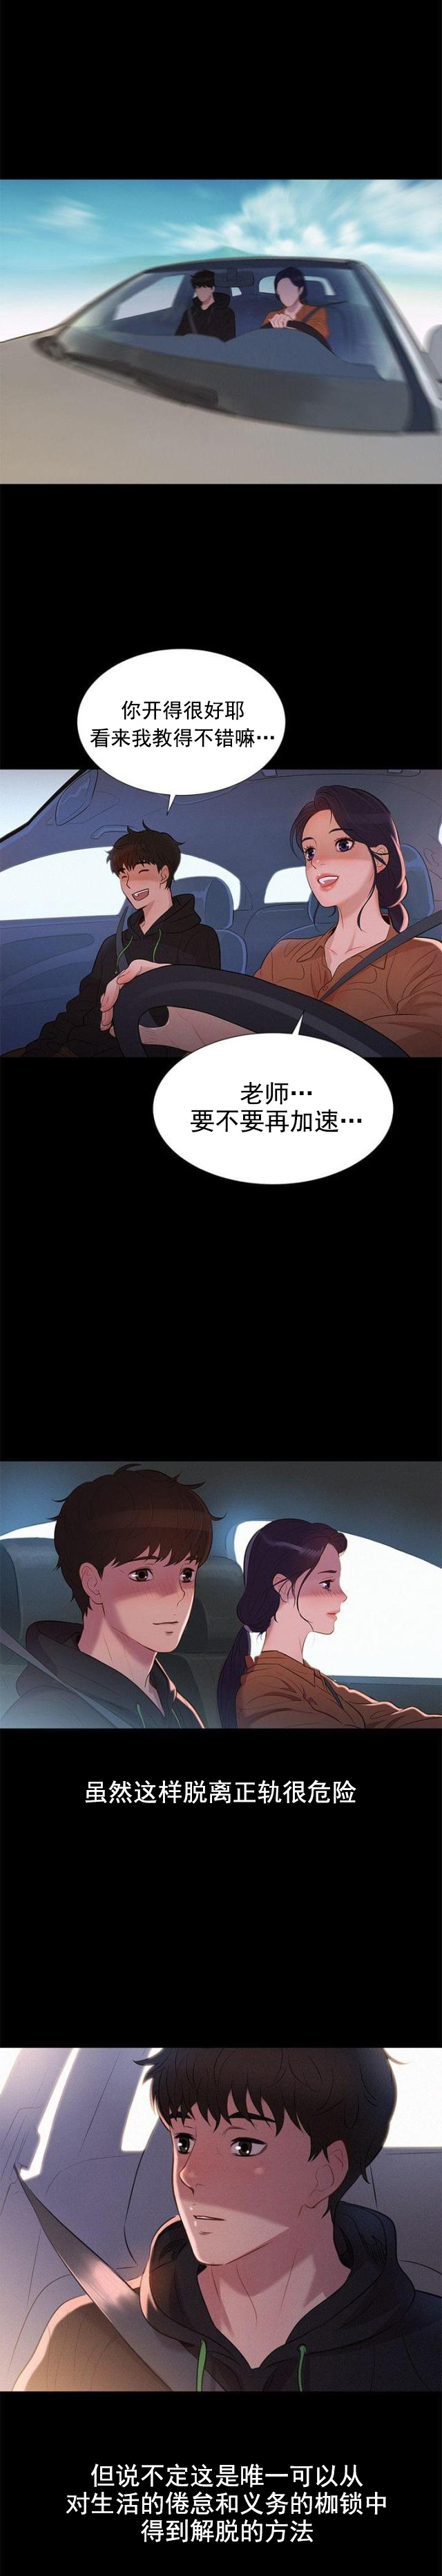 你开得很好耶
看来我教得不错嘛…
老师…
要不要再加速…
虽然这样脱离正轨很危险
但说不定这是唯一可以从
对生活的倦怠和义务的枷锁中
得到解脱的方法